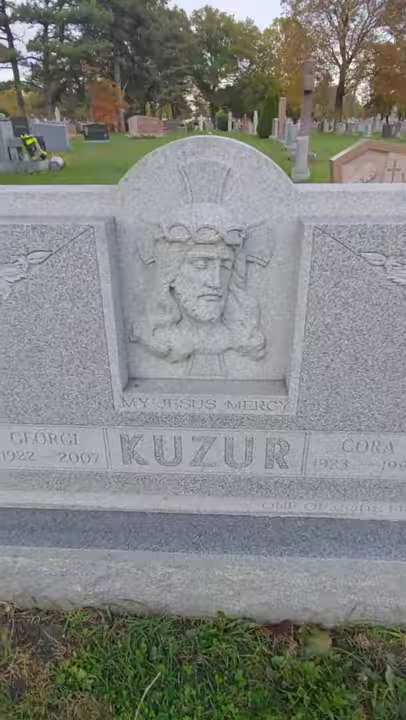 MY JESUS MERCY
GEORGE
1922 2007
KUZUR
CORA
1923